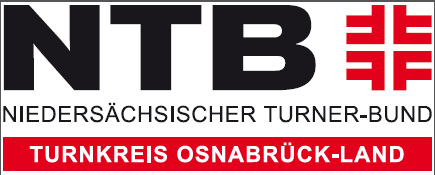 NTB
NIEDERSÄCHSISCHER TURNER-BUND
TURNKREIS OSNABRÜCK-LAND